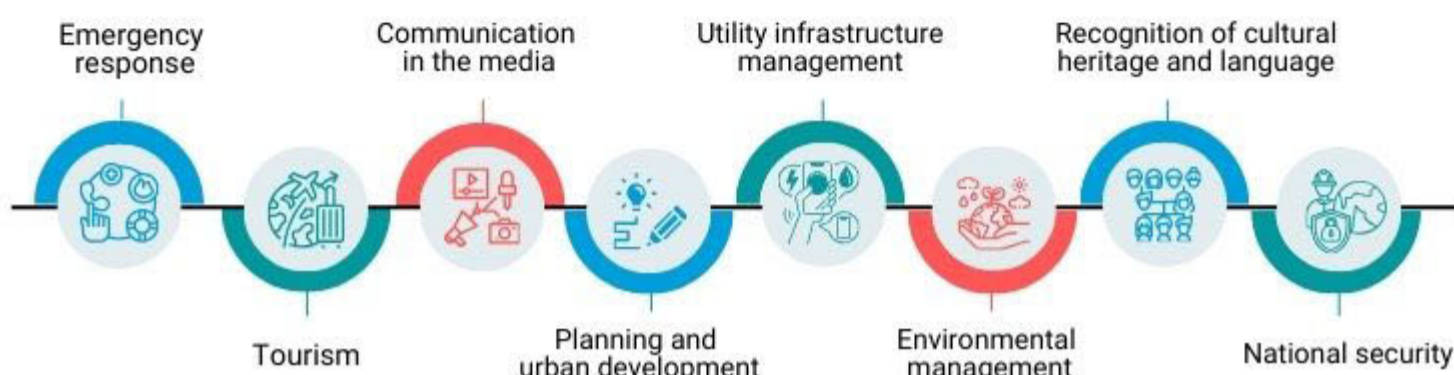 Emergency
response
Communication
in the media
Utility infrastructure
management
Recognition of cultural
heritage and language
Tourism
Planning and
urban development
Environmental
management
National security